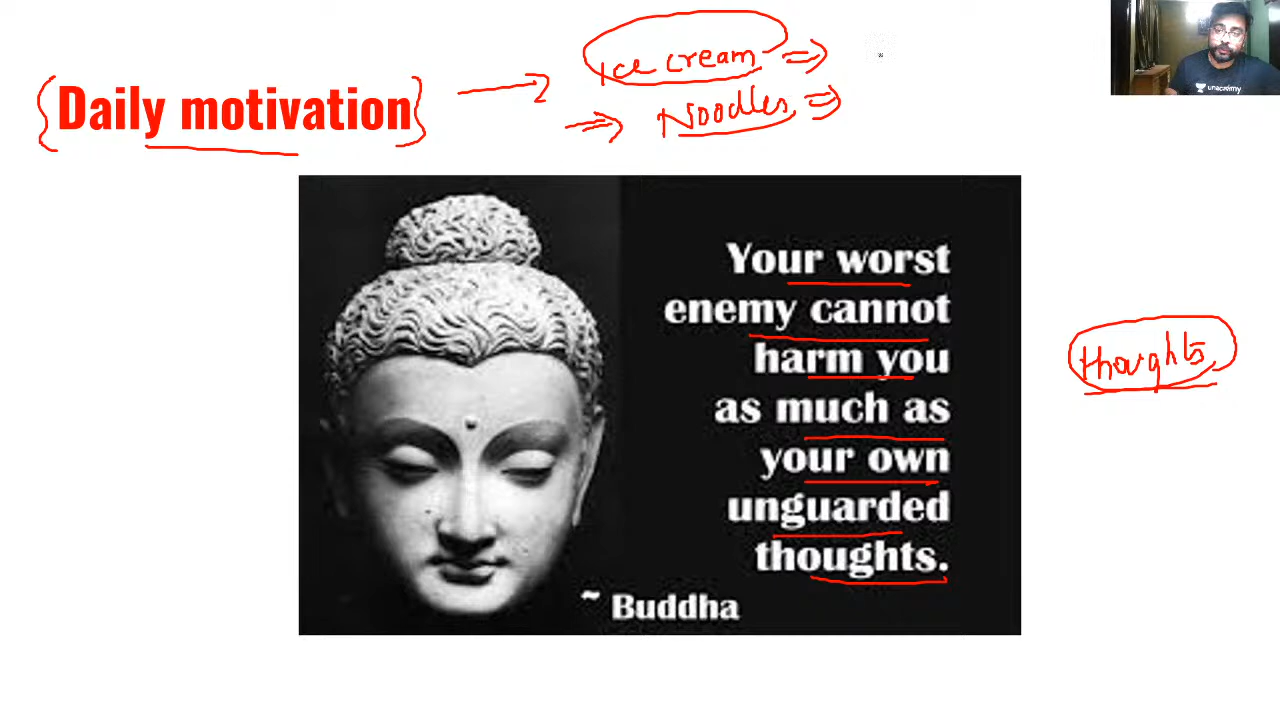 Ice cream ⇒
Daily motivation → ⇒ Noodles ⇒
Your worst
enemy cannot
harm you
as much as
your own
unguarded
thoughts.
~ Buddha
thoughts
unacademy